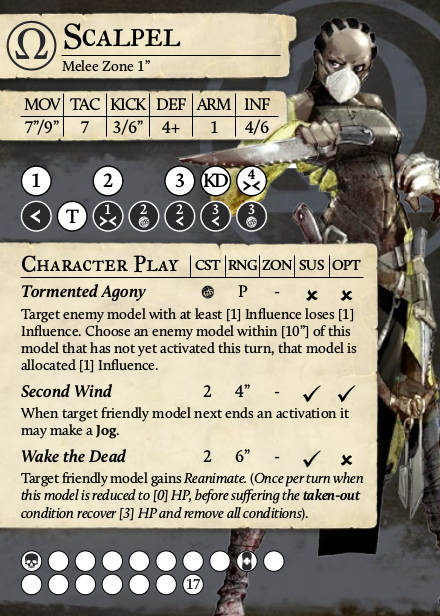 Ω SCALPEL
Melee Zone 1”
MOV TAC KICK DEF ARM INF
7”/9” 7 3/6” 4+ 1 4/6
1 2 3 KD 4
< T 1 2 2 3 3
CHARACTER PLAY CST RNG ZON SUS OPT
Tormented Agony P - ✗ ✗
Target enemy model with at least [1] Influence loses [1]
Influence. Choose an enemy model within [10”] of this
model that has not yet activated this turn, that model is
allocated [1] Influence.
Second Wind 2 4” - ✓ ✓
When target friendly model next ends an activation it
may make a Jog.
Wake the Dead 2 6” - ✓ ✗
Target friendly model gains Reanimate. (Once per turn when
this model is reduced to [0] HP, before suffering the taken-out
condition recover [3] HP and remove all conditions).
17